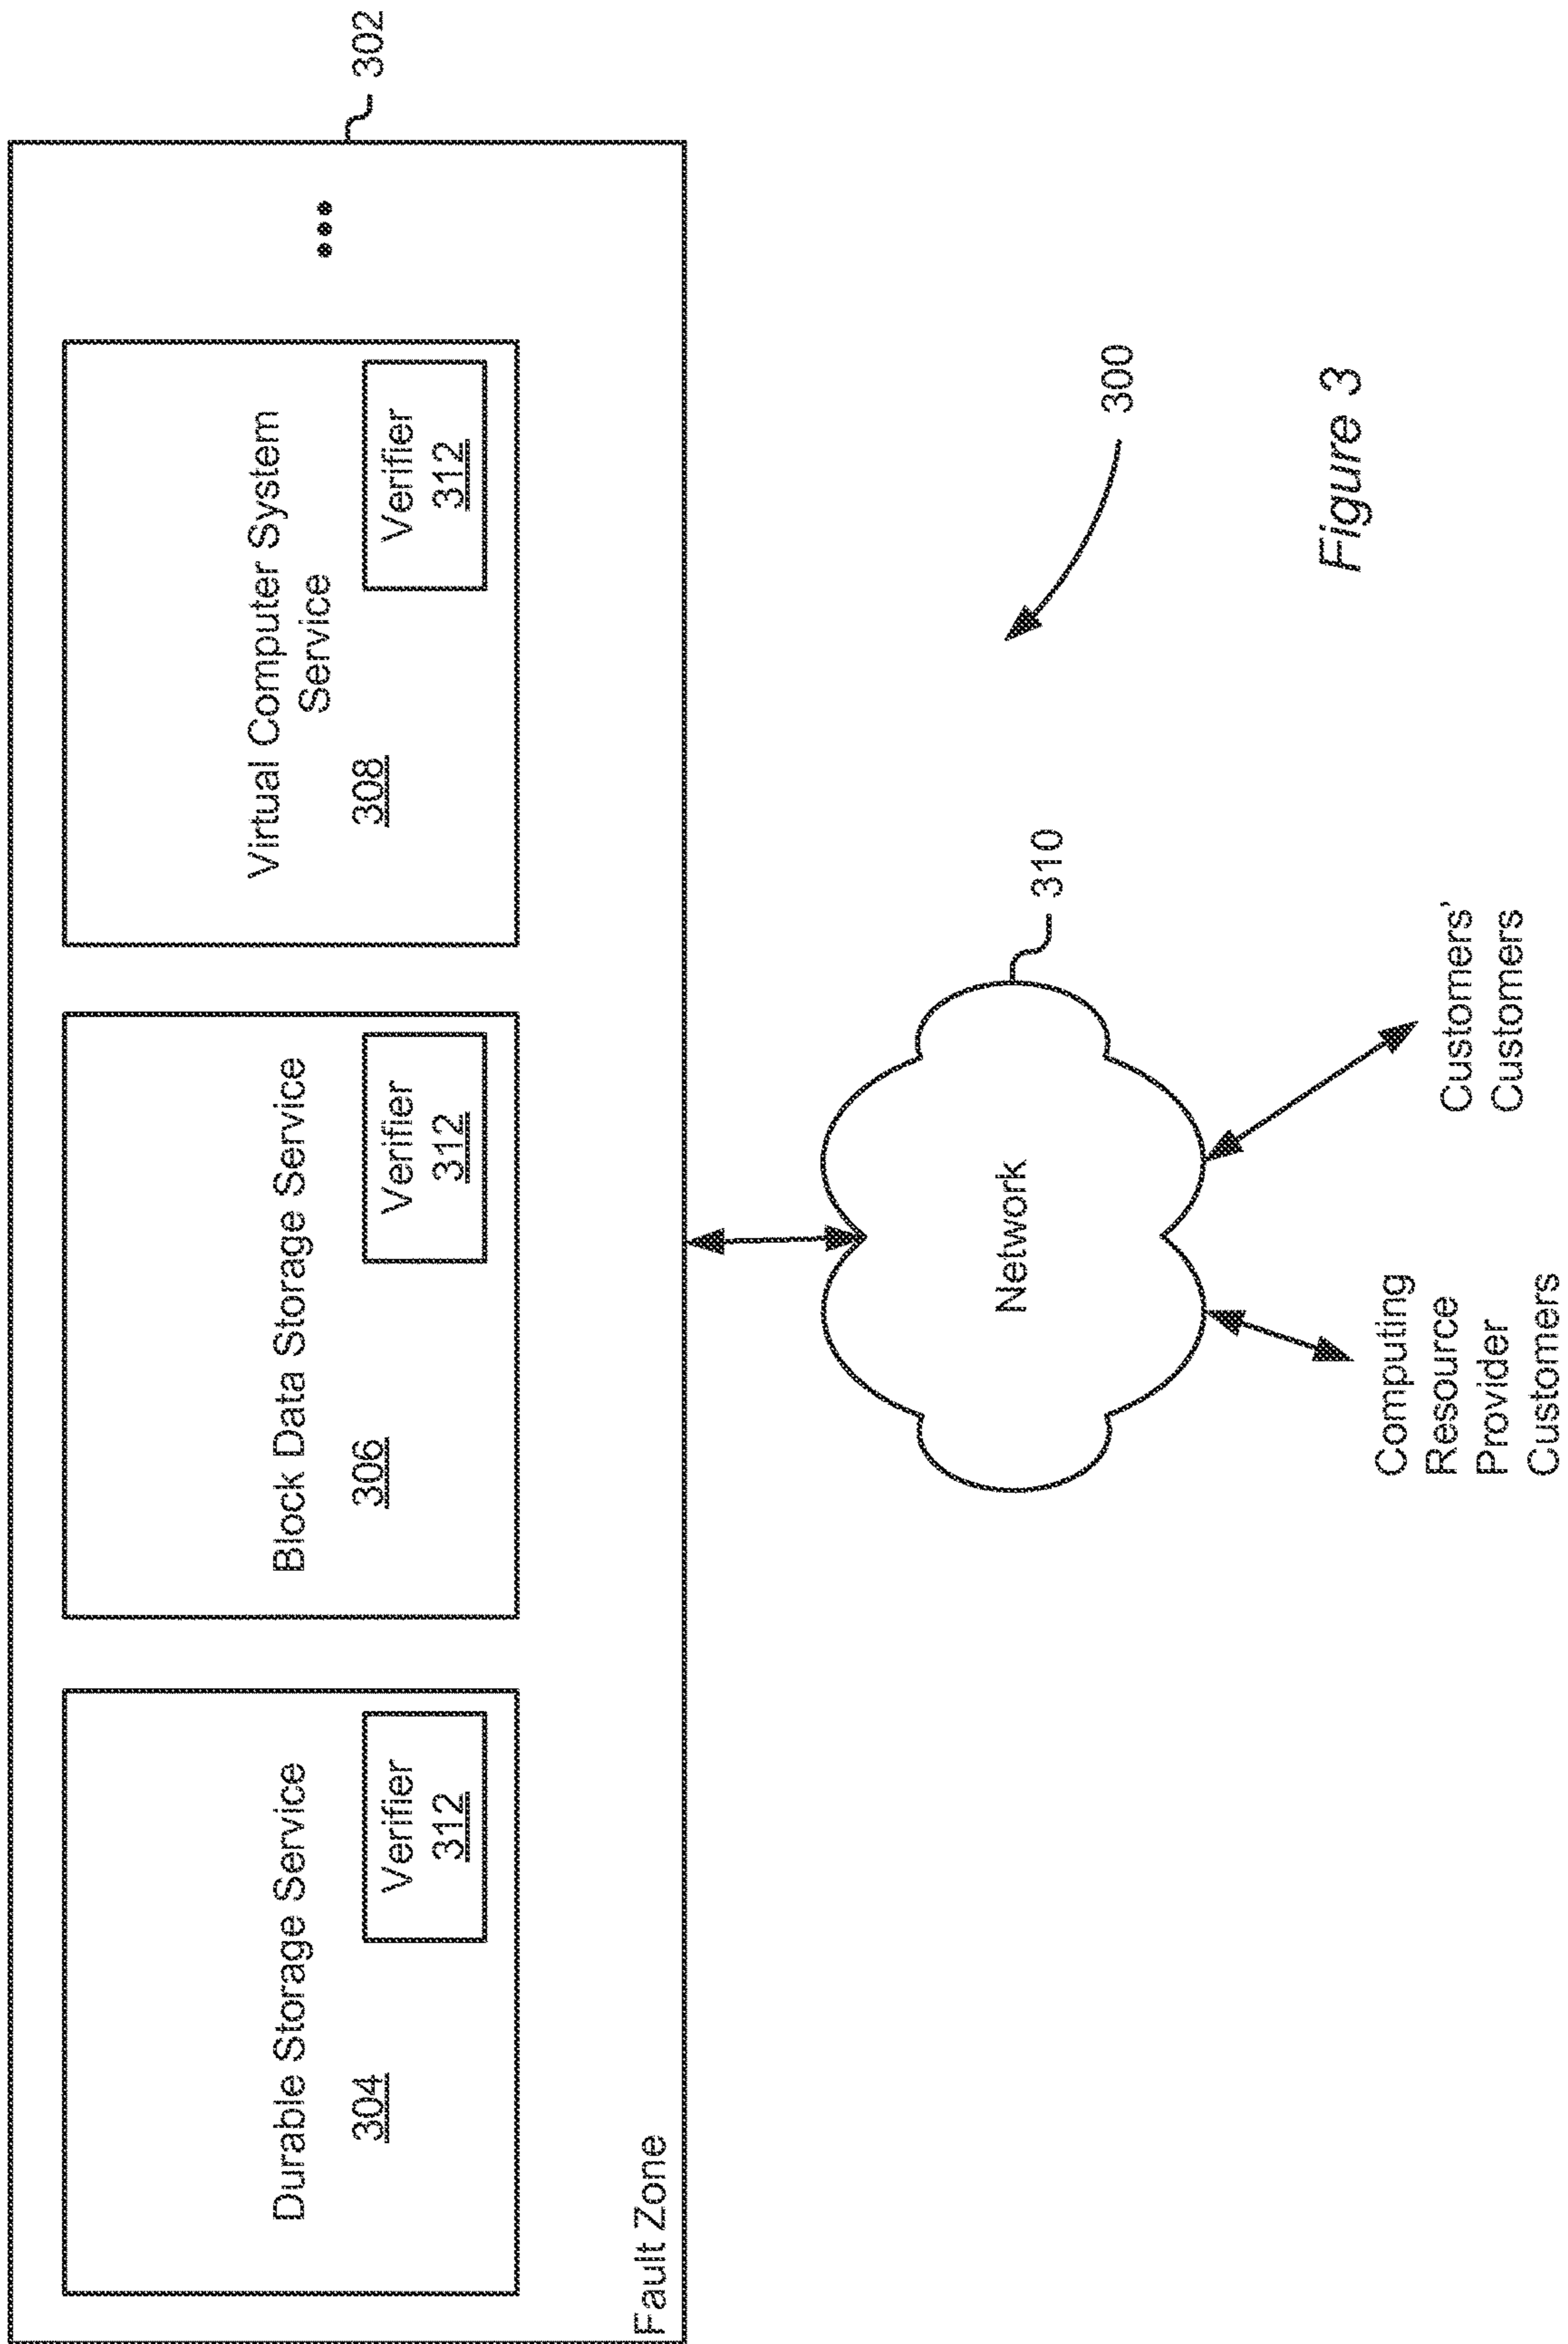 302
Durable Storage Service
304
Verifier
312
Block Data Storage Service
306
Verifier
312
Virtual Computer System
Service
308
Verifier
312
•••
Fault Zone
Network
310
300
Computing
Resource
Provider
Customers
Customers'
Customers
Figure 3